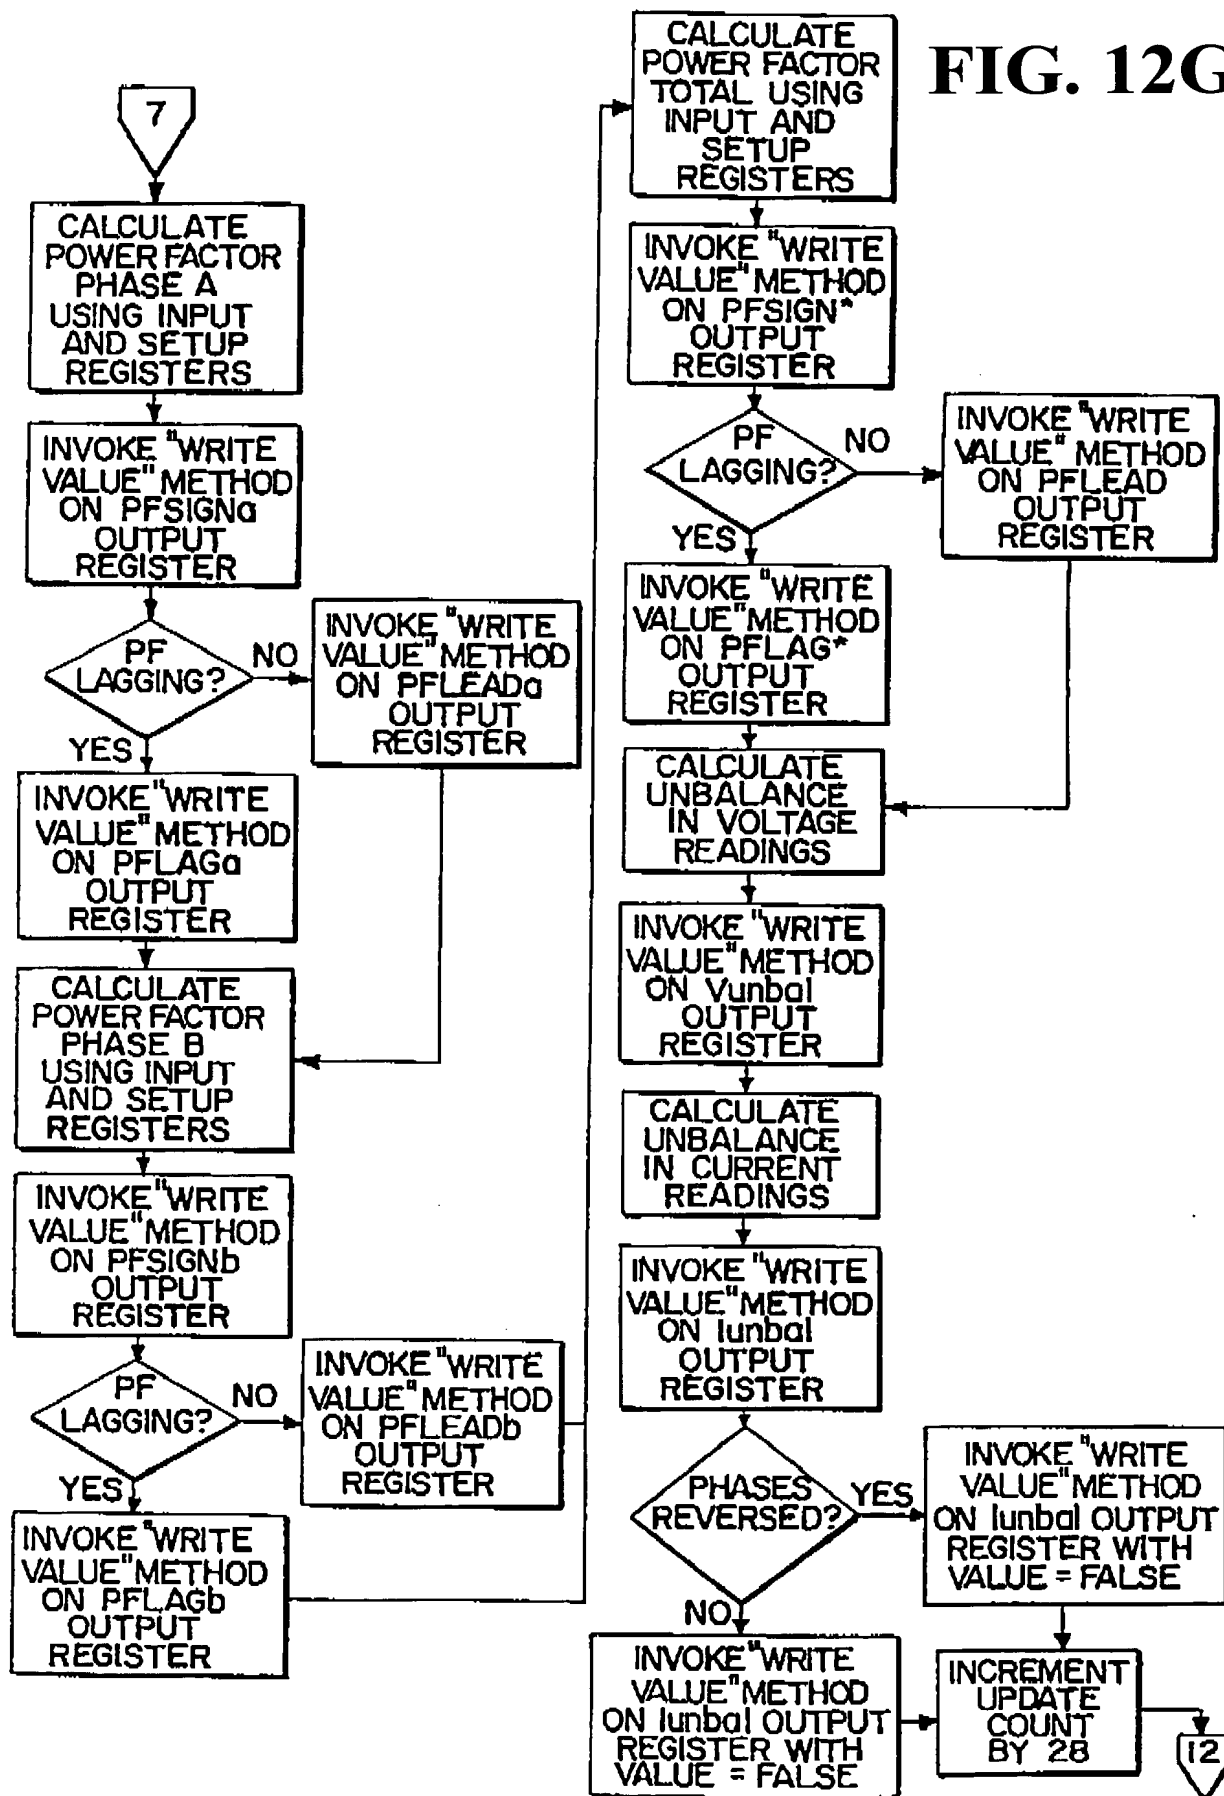 FIG. 12G
7
CALCULATE
POWER FACTOR
PHASE A
USING INPUT
AND SETUP
REGISTERS
INVOKE "WRITE
VALUE" METHOD
ON PFSIGNa
OUTPUT
REGISTER
PF
LAGGING?
NO
INVOKE "WRITE
VALUE" METHOD
ON PFLEADa
OUTPUT
REGISTER
YES
INVOKE "WRITE
VALUE" METHOD
ON PFLAGa
OUTPUT
REGISTER
CALCULATE
POWER FACTOR
PHASE B
USING INPUT
AND SETUP
REGISTERS
INVOKE "WRITE
VALUE" METHOD
ON PFSIGNb
OUTPUT
REGISTER
PF
LAGGING?
NO
INVOKE "WRITE
VALUE" METHOD
ON PFLEADb
OUTPUT
REGISTER
YES
INVOKE "WRITE
VALUE" METHOD
ON PFLAGb
OUTPUT
REGISTER
CALCULATE
POWER FACTOR
TOTAL USING
INPUT AND
SETUP
REGISTERS
INVOKE "WRITE
VALUE" METHOD
ON PFSIGN*
OUTPUT
REGISTER
PF
LAGGING?
NO
INVOKE "WRITE
VALUE" METHOD
ON PFLEAD
OUTPUT
REGISTER
YES
INVOKE "WRITE
VALUE" METHOD
ON PFLAG*
OUTPUT
REGISTER
CALCULATE
UNBALANCE
IN VOLTAGE
READINGS
INVOKE "WRITE
VALUE" METHOD
ON Vunbal
OUTPUT
REGISTER
CALCULATE
UNBALANCE
IN CURRENT
READINGS
INVOKE "WRITE
VALUE" METHOD
ON Iunbal
OUTPUT
REGISTER
PHASES
REVERSED?
YES
INVOKE "WRITE
VALUE" METHOD
ON Iunbal OUTPUT
REGISTER WITH
VALUE = FALSE
NO
INVOKE "WRITE
VALUE" METHOD
ON Iunbal OUTPUT
REGISTER WITH
VALUE = FALSE
INCREMENT
UPDATE
COUNT
BY 28
12